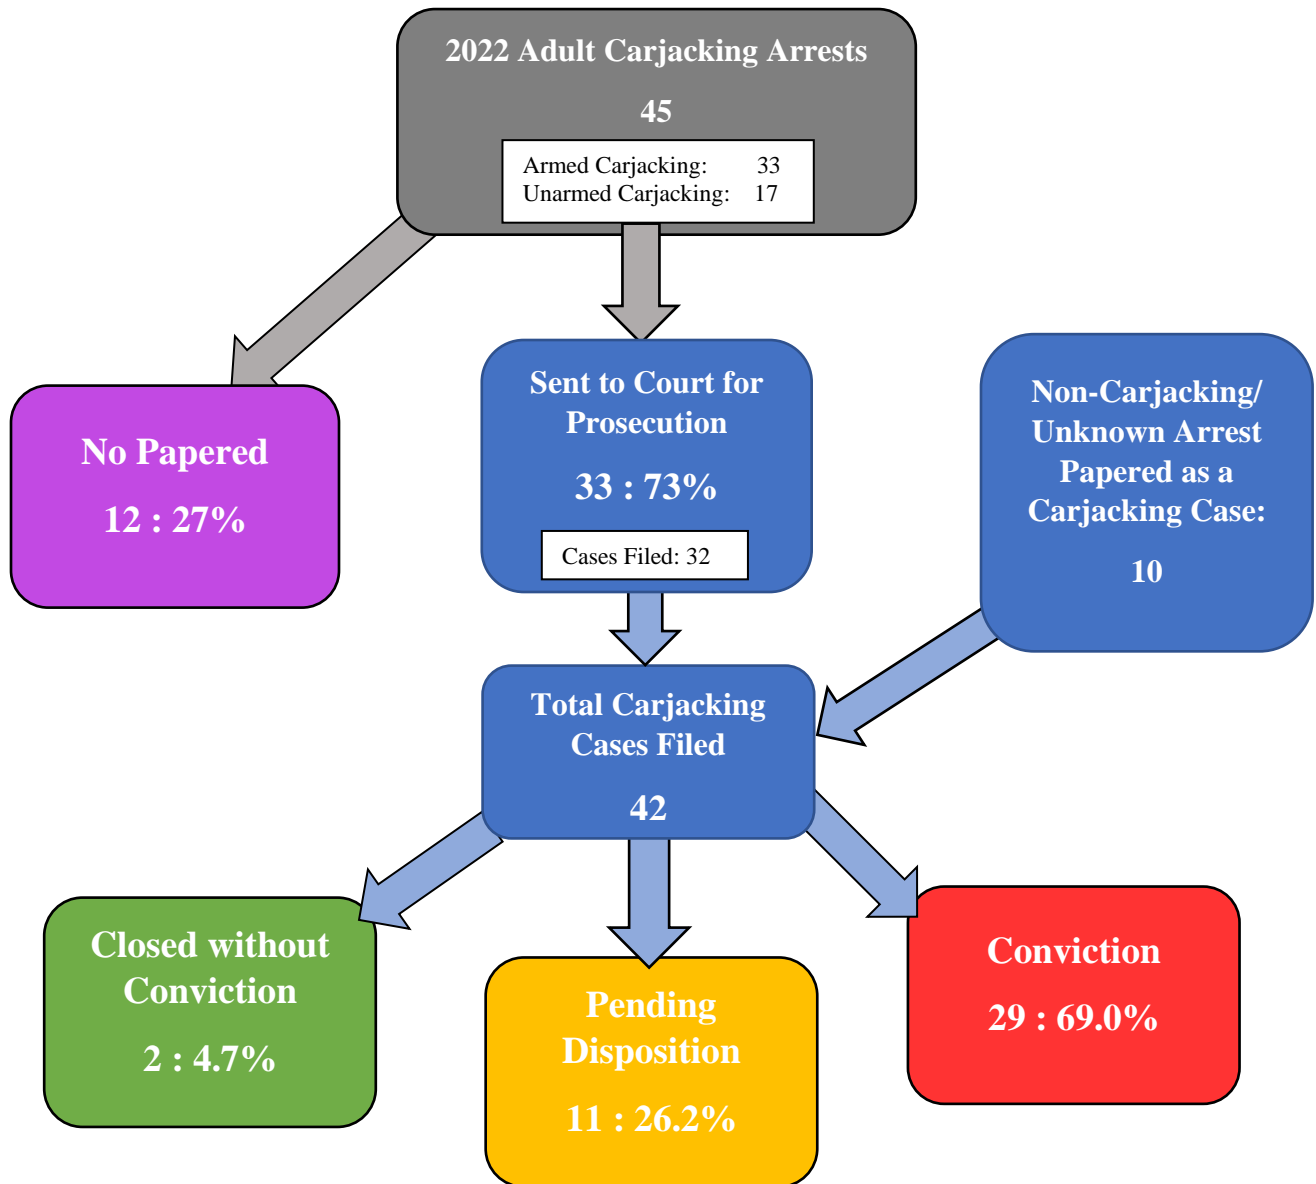 2022 Adult Carjacking Arrests
45
Armed Carjacking: 33
Unarmed Carjacking: 17
No Papered
12 : 27%
Sent to Court for
Prosecution
33 : 73%
Cases Filed: 32
Non-Carjacking/
Unknown Arrest
Papered as a
Carjacking Case:
10
Total Carjacking
Cases Filed
42
Closed without
Conviction
2 : 4.7%
Pending
Disposition
11 : 26.2%
Conviction
29 : 69.0%